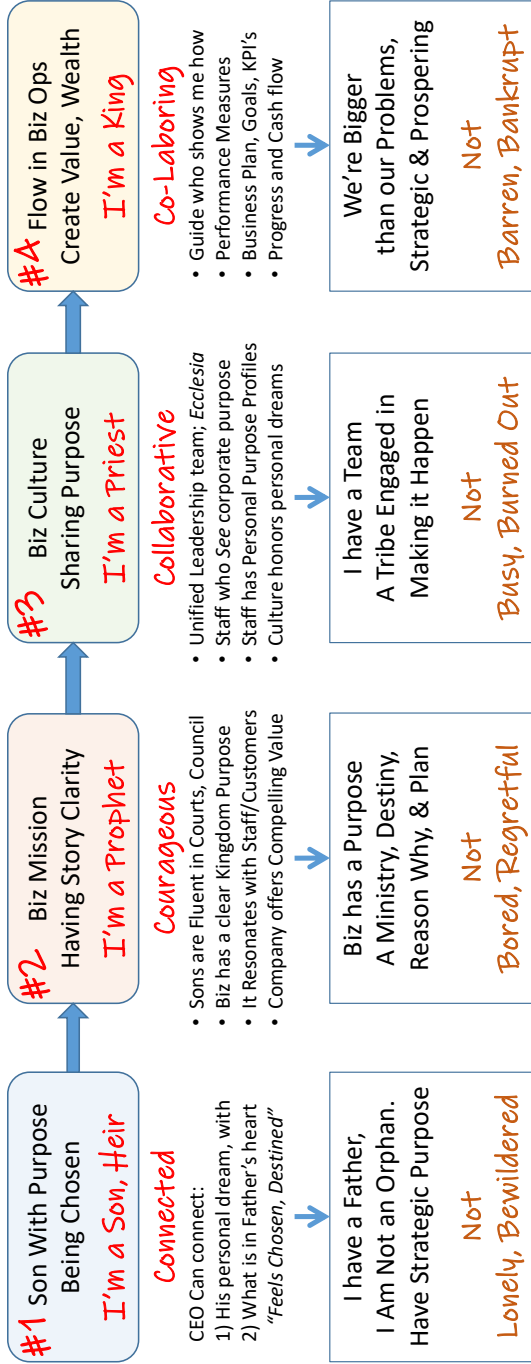 #1 Son With Purpose
Being Chosen
I'm a Son, Heir
Connected
CEO Can connect:
1) His personal dream, with
2) What is in Father's heart
"Feels Chosen, Destined"
I have a Father,
I Am Not an Orphan.
Have Strategic Purpose
Not
Lonely, Bewildered
#2 Biz Mission
Having Story Clarity
I'm a Prophet
Courageous
• Sons are Fluent in Courts, Council
• Biz has a clear Kingdom Purpose
• It Resonates with Staff/Customers
• Company offers Compelling Value
Biz has a Purpose
A Ministry, Destiny,
Reason Why, & Plan
Not
Bored, Regretful
#3 Biz Culture
Sharing Purpose
I'm a Priest
Collaborative
• Unified Leadership team; Ecclesia
• Staff who See corporate purpose
• Staff has Personal Purpose Profiles
• Culture honors personal dreams
I have a Team
A Tribe Engaged in
Making it Happen
Not
Busy, Burned Out
#4 Flow in Biz Ops
Create Value, Wealth
I'm a King
Co-Laboring
• Guide who shows me how
• Performance Measures
• Business Plan, Goals, KPI's
• Progress and Cash flow
We're Bigger
than our Problems,
Strategic & Prospering
Not
Barren, Bankrupt